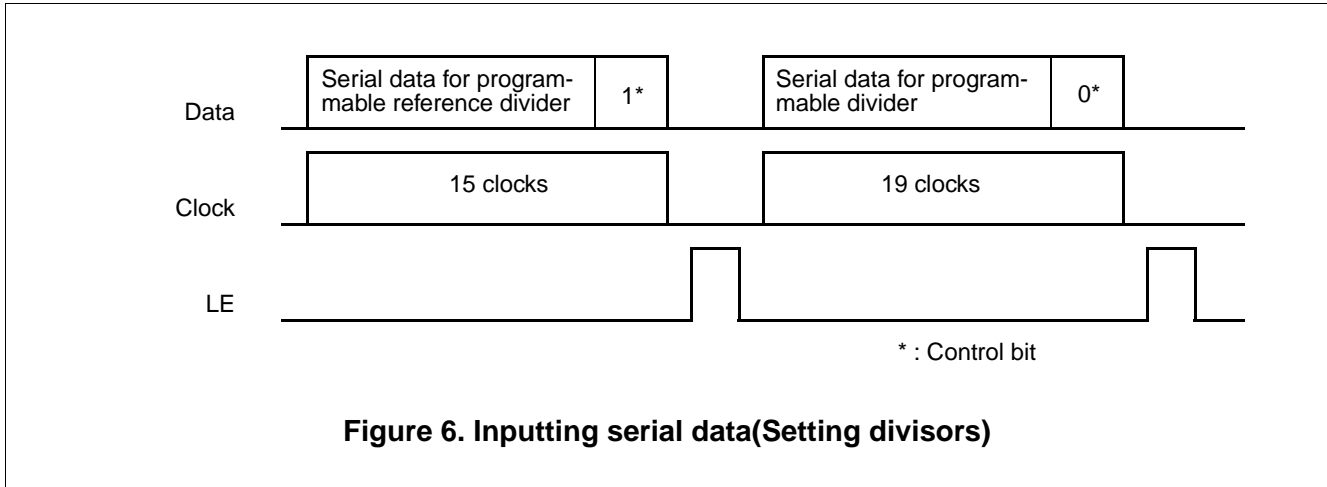 Data
Serial data for program-
mable reference divider
1*
Serial data for program-
mable divider
0*
Clock
15 clocks
19 clocks
LE
* : Control bit
Figure 6. Inputting serial data(Setting divisors)